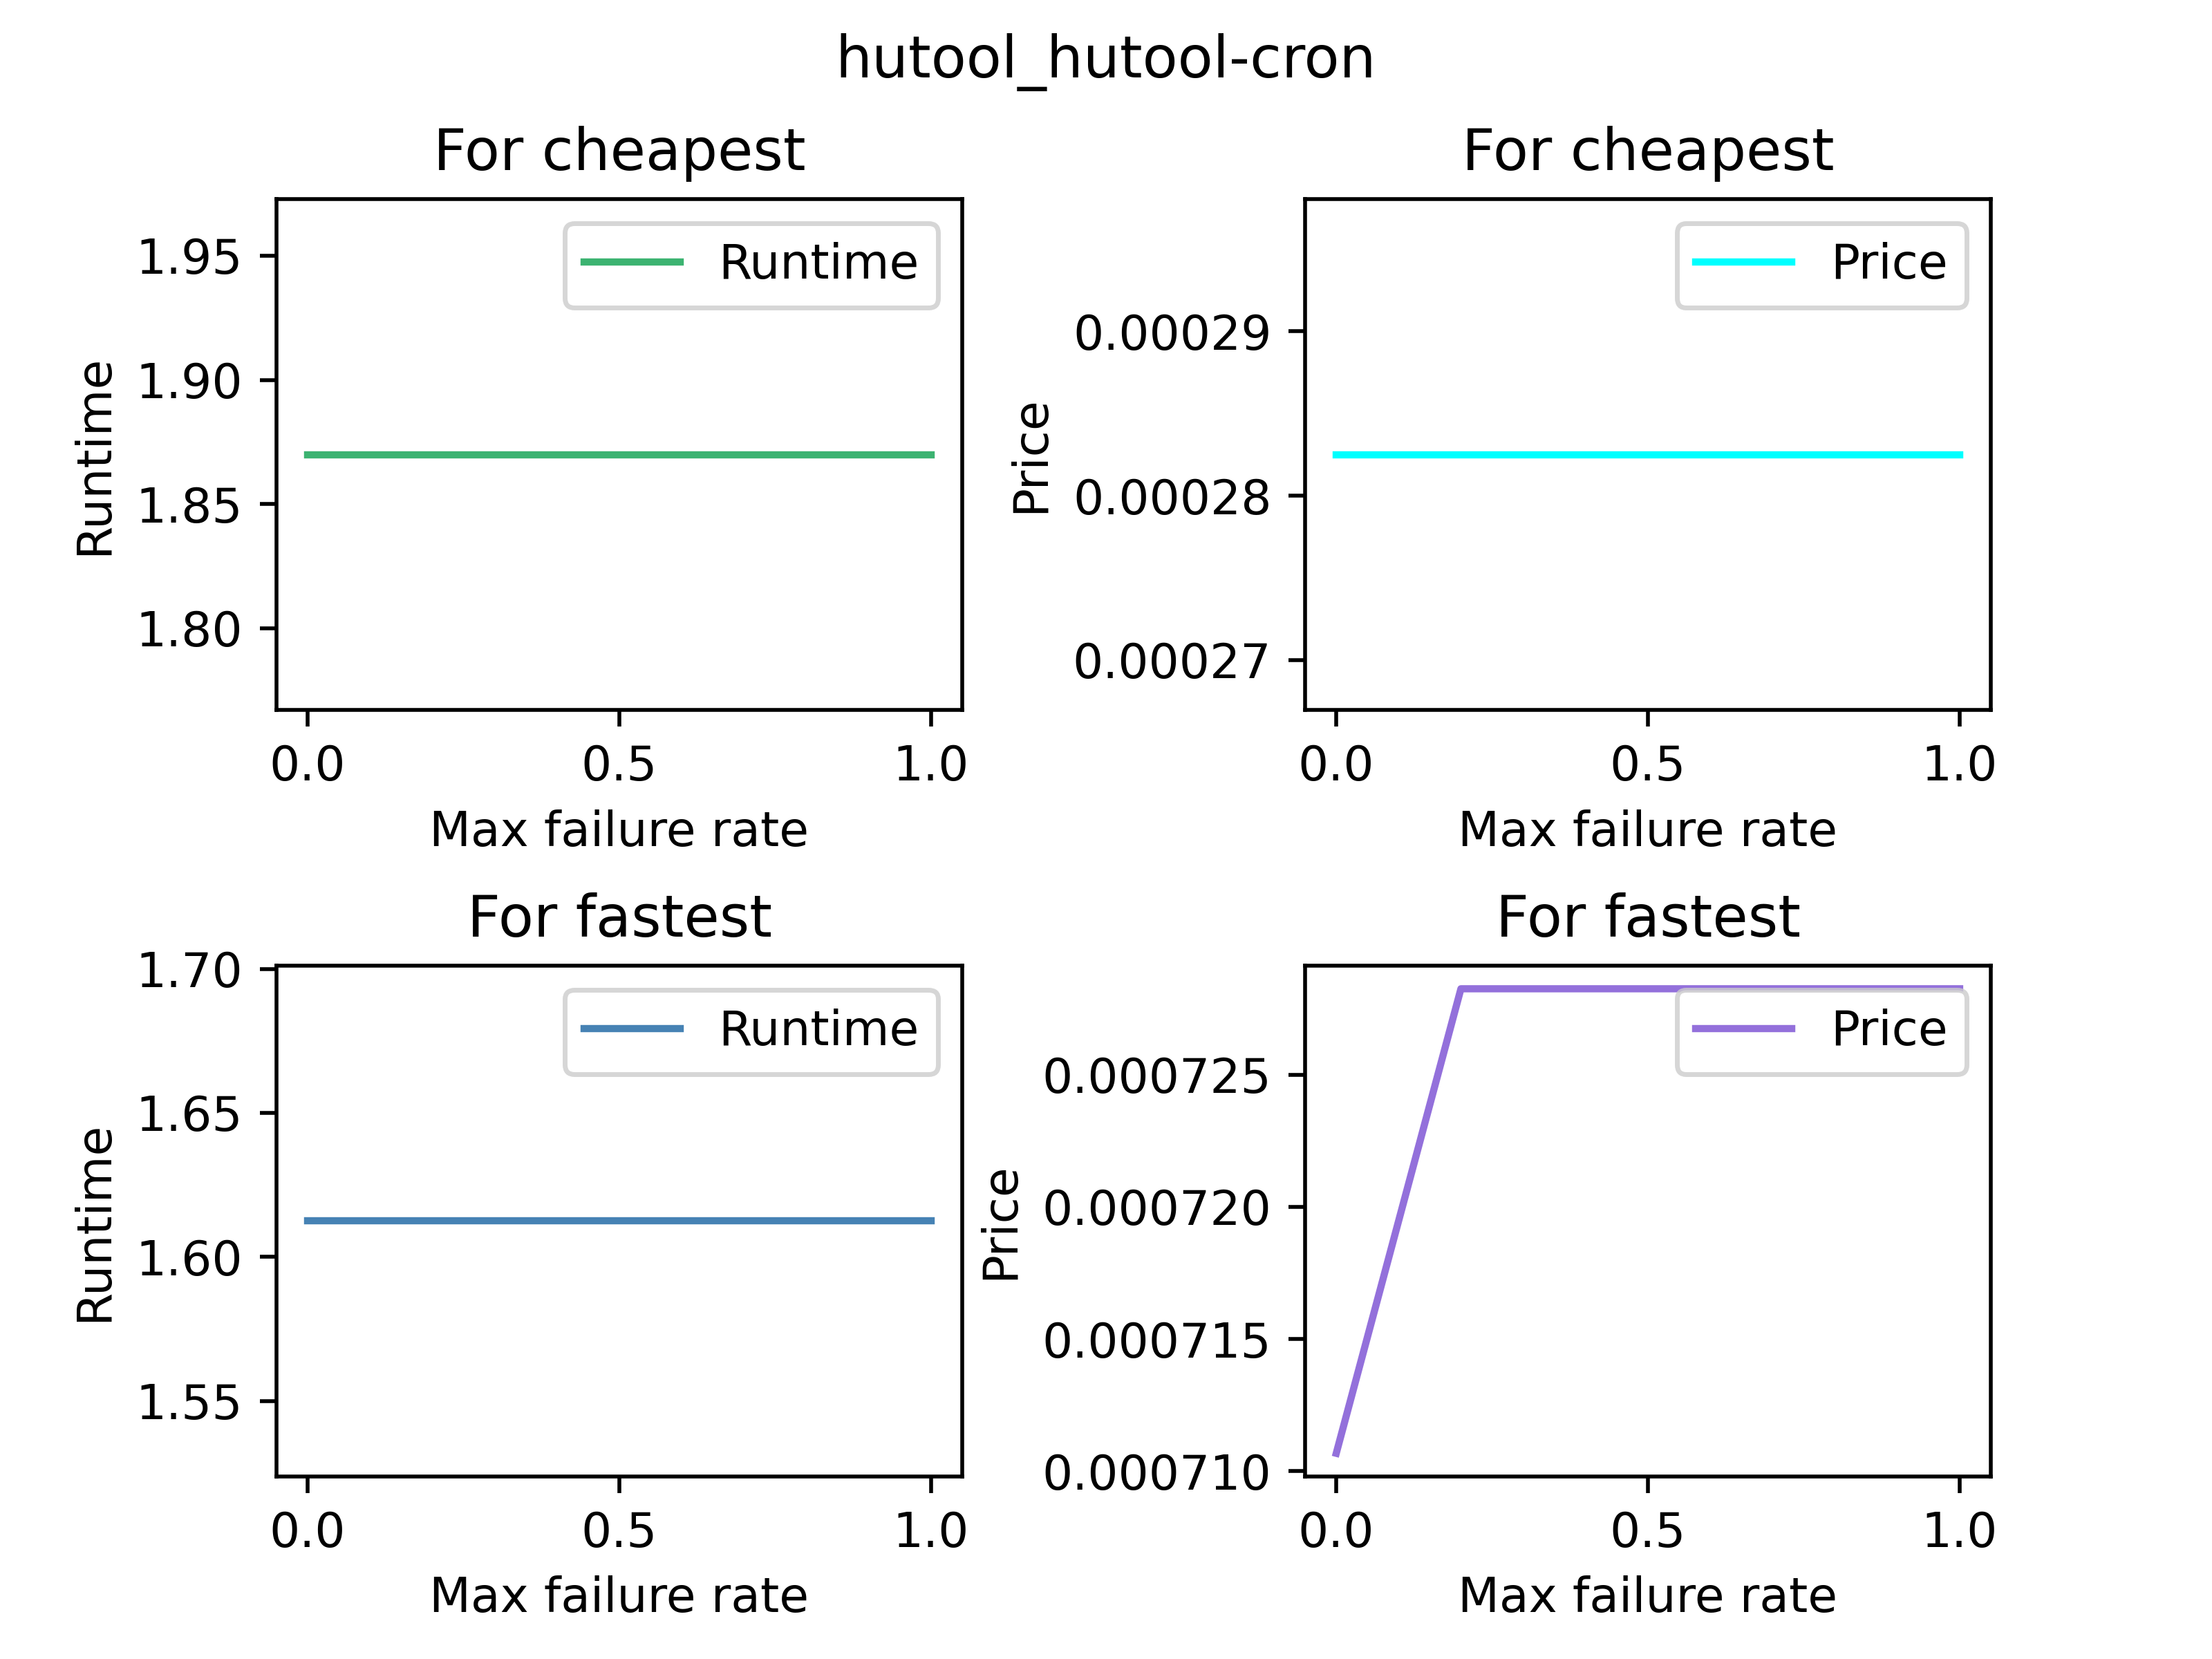 hutool_hutool-cron
For cheapest
Runtime
1.95
1.90
1.85
1.80
Runtime
0.0 0.5 1.0
Max failure rate
For cheapest
Price
0.00029
0.00028
0.00027
Price
0.0 0.5 1.0
Max failure rate
For fastest
Runtime
1.70
1.65
1.60
1.55
Runtime
0.0 0.5 1.0
Max failure rate
For fastest
Price
0.000725
0.000720
0.000715
0.000710
Price
0.0 0.5 1.0
Max failure rate